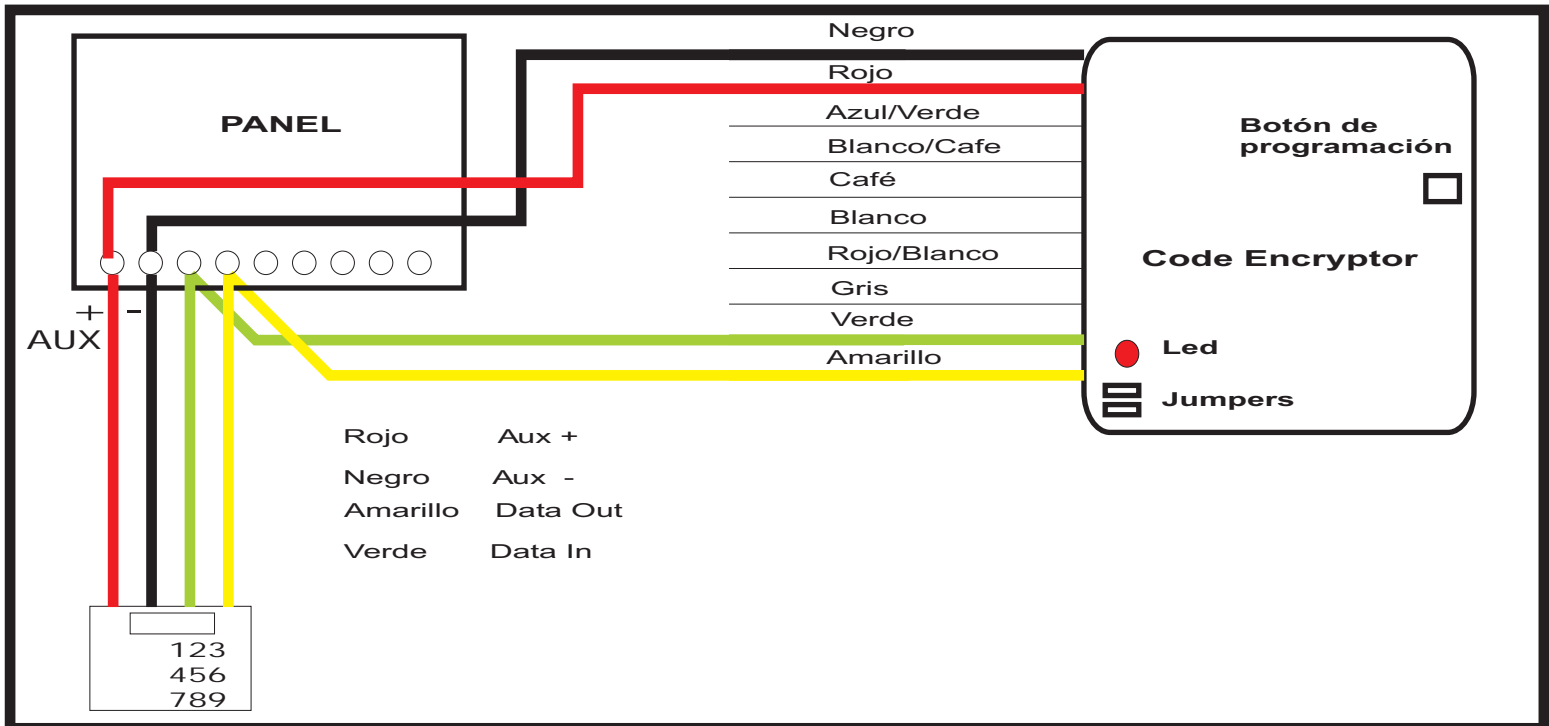 Negro
Rojo
Azul/Verde
Blanco/Cafe
Café
Blanco
Rojo/Blanco
Gris
Verde
Amarillo
PANEL
+ -
AUX
Botón de
programación
Code Encryptor
Led
Jumpers
Rojo Aux +
Negro Aux -
Amarillo Data Out
Verde Data In
123
456
789